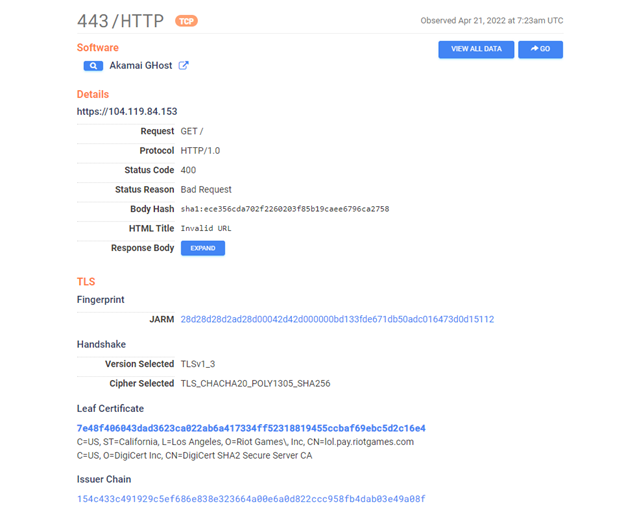 443/HTTP TCP Observed Apr 21, 2022 at 7:23am UTC
Software VIEW ALL DATA GO
Akamai GHost
Details
https://104.119.84.153
Request GET /
Protocol HTTP/1.0
Status Code 400
Status Reason Bad Request
Body Hash sha1:ece356cda702f2260203f85b19caee6796ca2758
HTML Title Invalid URL
Response Body EXPAND
TLS
Fingerprint
JARM 28d28d28d2ad28d00042d42d000000bd133fde671db50adc016473d0d15112
Handshake
Version Selected TLSv1_3
Cipher Selected TLS_CHACHA20_POLY1305_SHA256
Leaf Certificate
7e48f406043dad3623ca022ab6a417334ff52318819455ccbaf69ebc5d2c16e4
C=US, ST=California, L=Los Angeles, O=Riot Games\, Inc, CN=lol.pay.riotgames.com
C=US, O=DigiCert Inc, CN=DigiCert SHA2 Secure Server CA
Issuer Chain
154c433c491929c5ef686e838e323664a00e6a0d822ccc958fb4dab03e49a08f